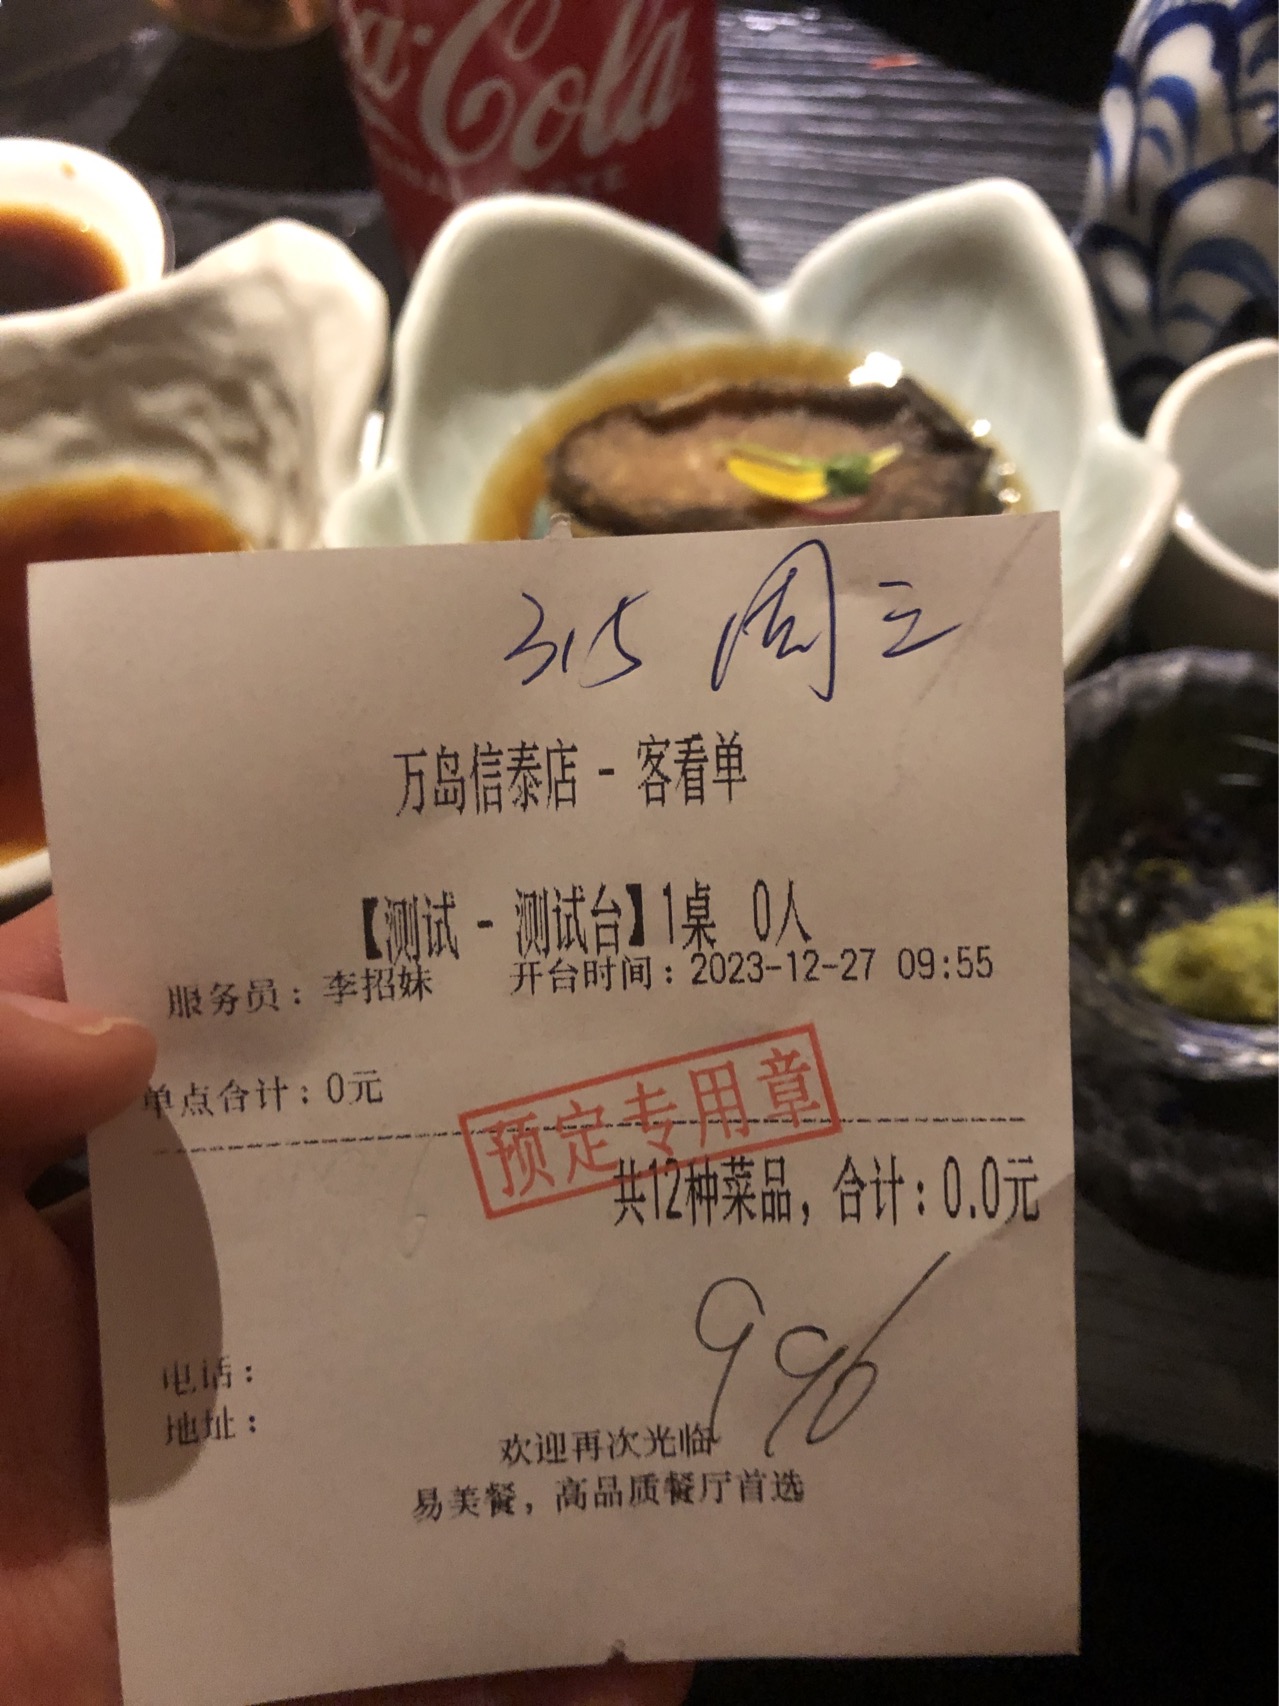 a-Cola
315 周三
万岛信泰店 - 客看单
【测试 - 测试台】1桌 0人
服务员：李招妹 开台时间：2023-12-27 09:55
单点合计：0元
预定专用章
共12种菜品，合计：0.0元
996
电话：
地址：
欢迎再次光临
易美餐，高品质餐厅首选